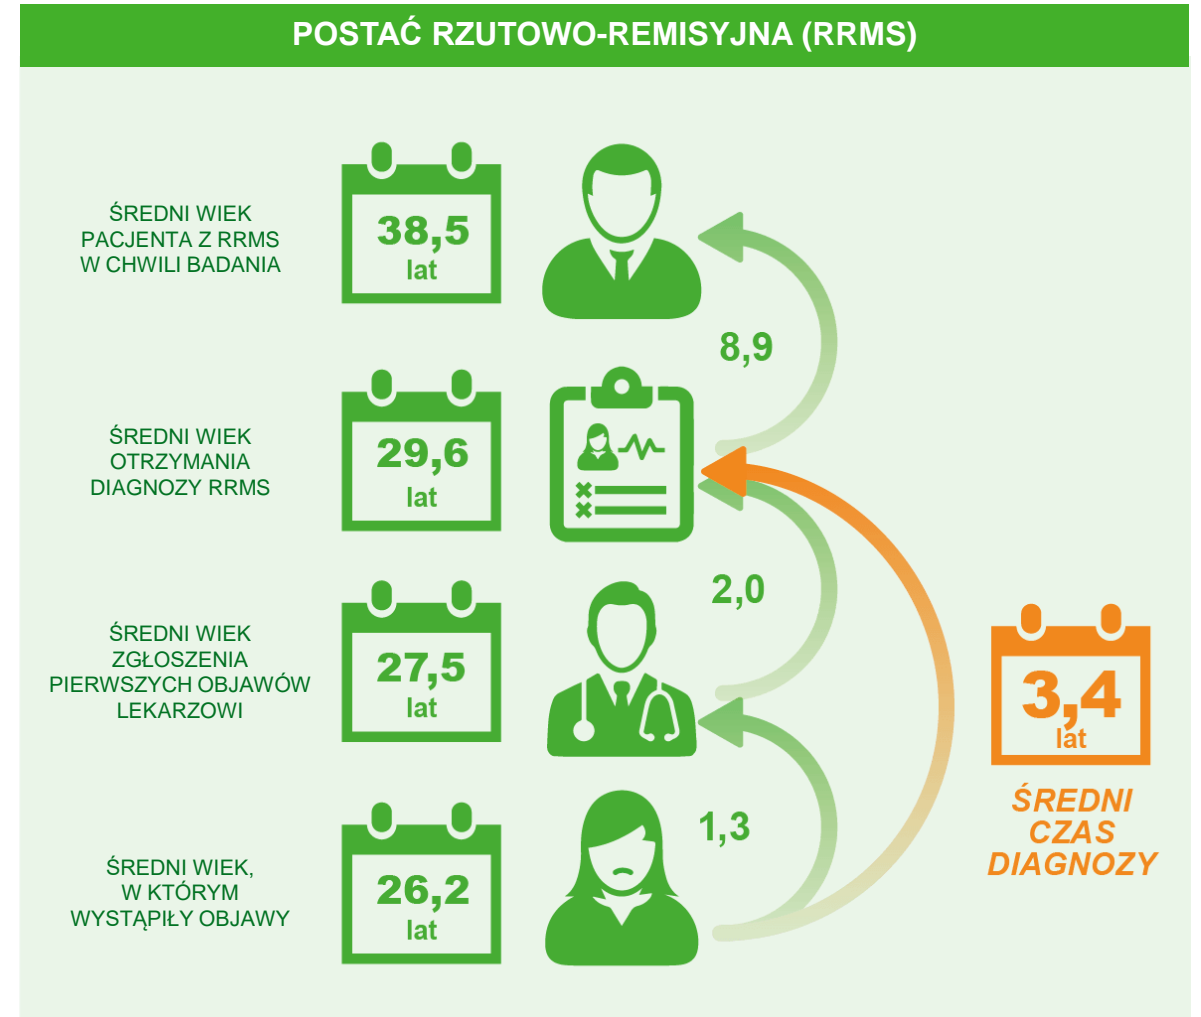 POSTAĆ RZUTOWO-REMISYJNA (RRMS)
ŚREDNI WIEK
PACJENTA Z RRMS
W CHWILI BADANIA
38,5
lat
8,9
ŚREDNI WIEK
OTRZYMANIA
DIAGNOZY RRMS
29,6
lat
2,0
ŚREDNI WIEK
ZGŁOSZENIA
PIERWSZYCH OBJAWÓW
LEKARZOWI
27,5
lat
1,3
ŚREDNI WIEK,
W KTÓRYM
WYSTĄPIŁY OBJAWY
26,2
lat
3,4
lat
ŚREDNI
CZAS
DIAGNOZY